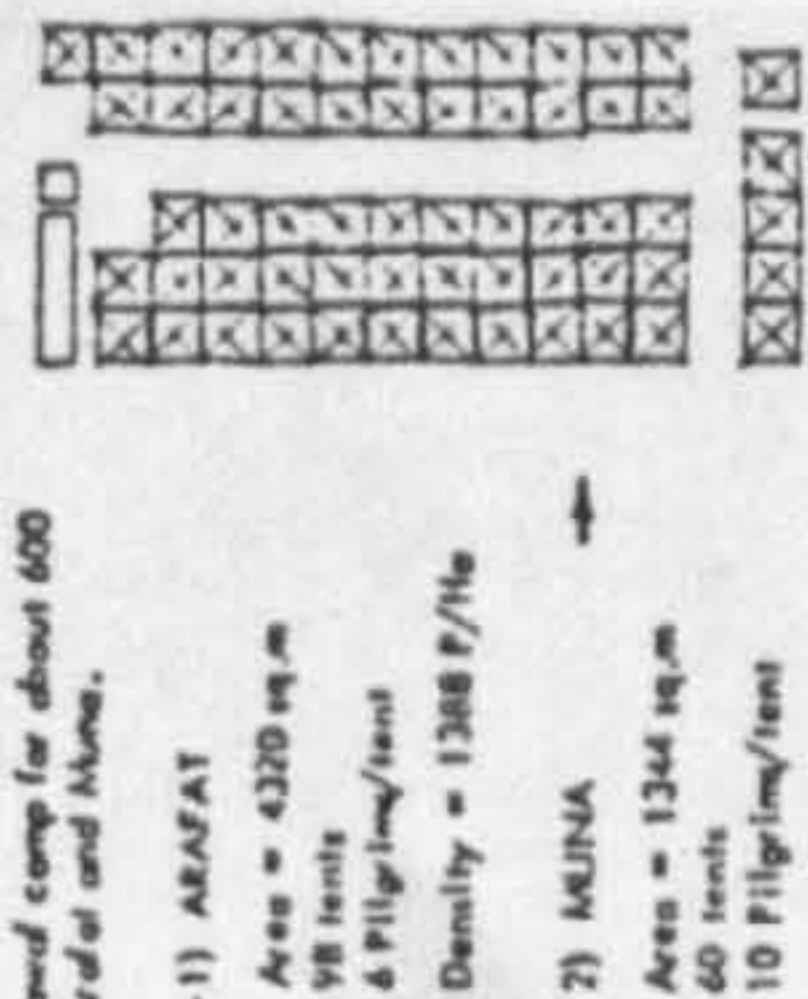 camp for about 600
and Muna.
1) ARAFAT
Area = 4320 sq.m
98 tents
6 Pilgrims/tent
Density = 1388 P/He
2) MUNA
Area = 1344 sq.m
60 tents
10 Pilgrims/tent